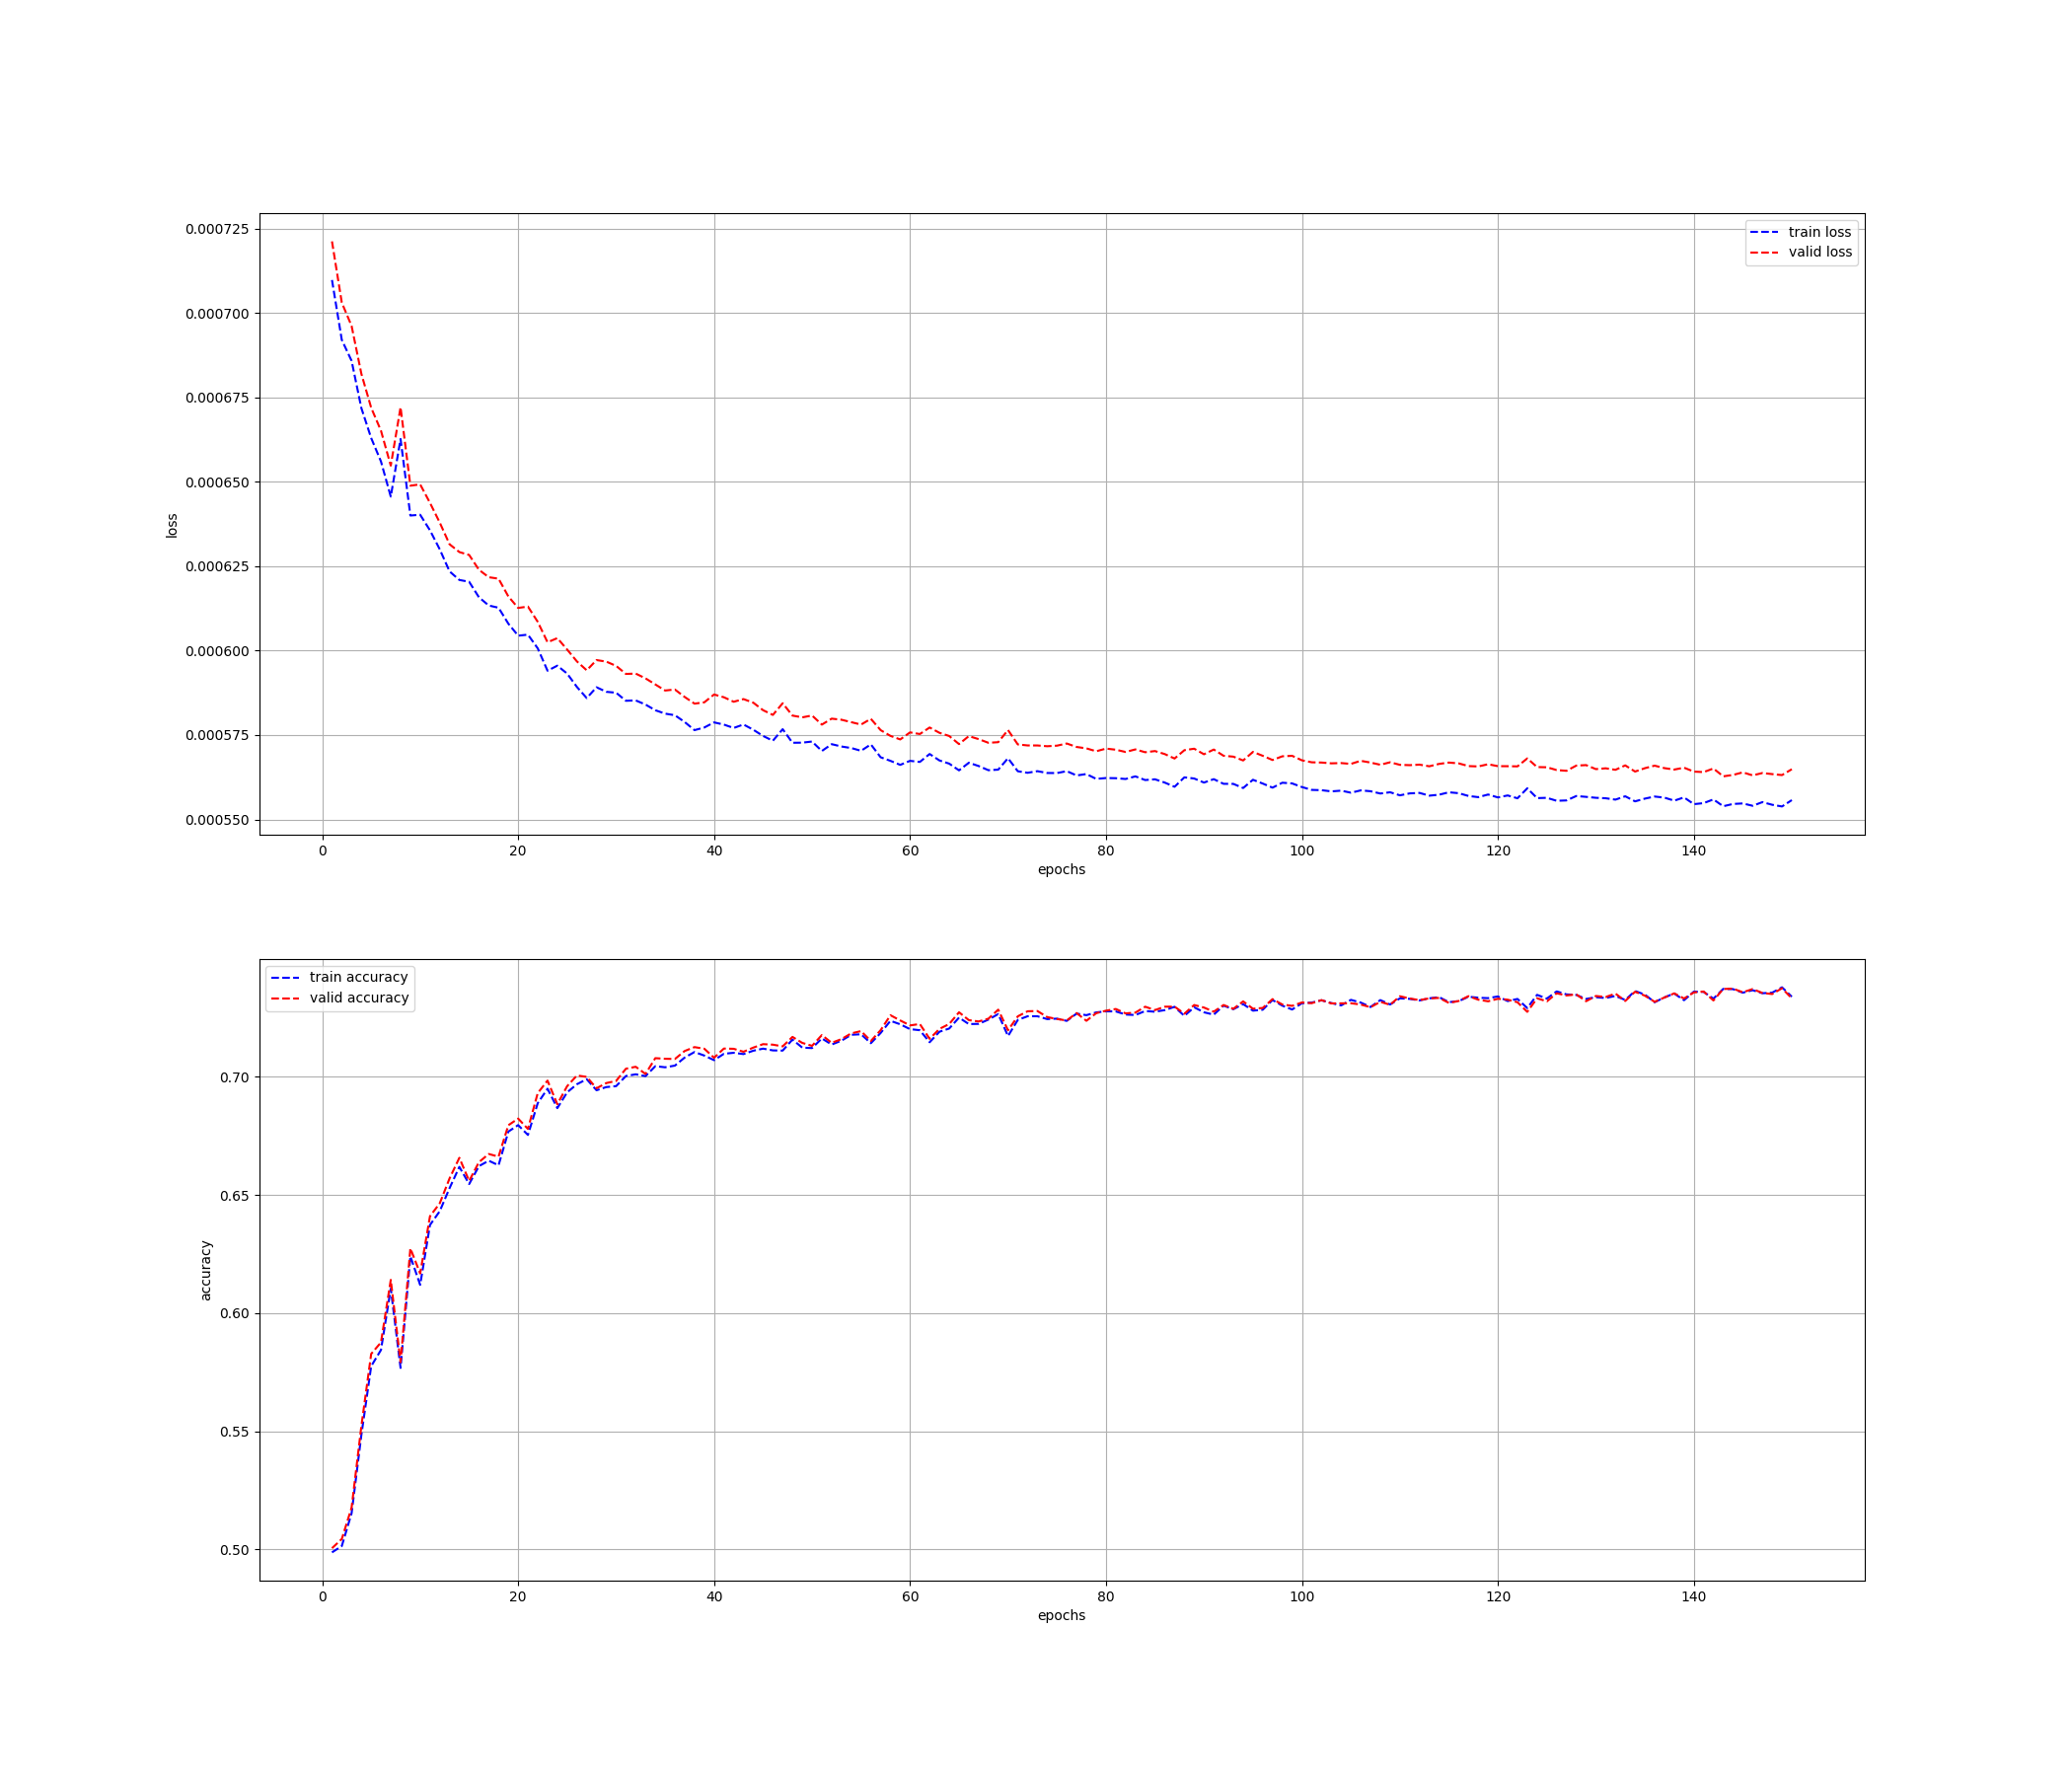 0.000725
0.000700
0.000675
0.000650
0.000625
0.000600
0.000575
0.000550
loss
train loss
valid loss
0 20 40 60 80 100 120 140
epochs
train accuracy
valid accuracy
0.70
0.65
0.60
0.55
0.50
accuracy
0 20 40 60 80 100 120 140
epochs